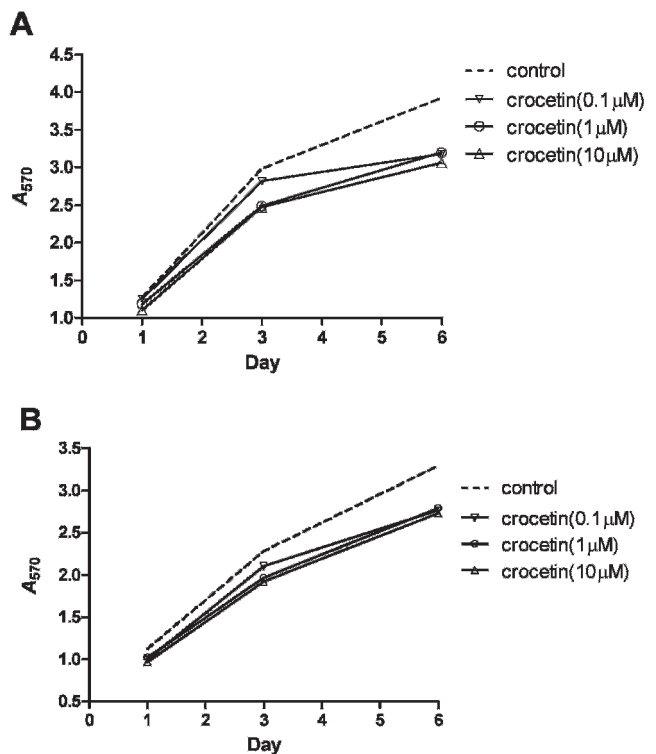 A
4.5
4.0
3.5
3.0
2.5
2.0
1.5
1.0
A570
0 1 2 3 4 5 6
Day
control
crocetin(0.1μM)
crocetin(1μM)
crocetin(10μM)
B
3.5
3.0
2.5
2.0
1.5
1.0
0.5
A570
0 1 2 3 4 5 6
Day
control
crocetin(0.1μM)
crocetin(1μM)
crocetin(10μM)